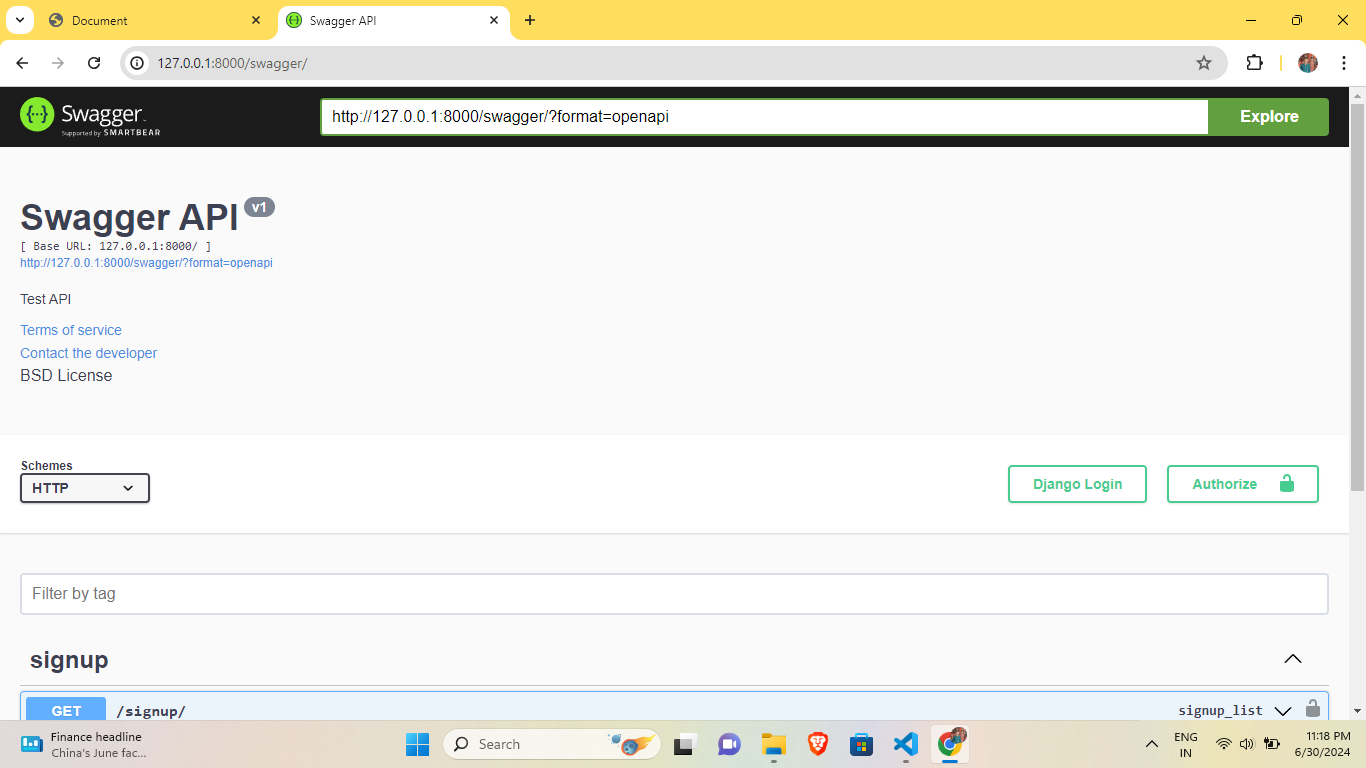 Document
Swagger API
127.0.0.1:8000/swagger/
Swagger
Supported by SMARTBEAR
http://127.0.0.1:8000/swagger/?format=openapi
Explore
Swagger API v1
[ Base URL: 127.0.0.1:8000/ ]
http://127.0.0.1:8000/swagger/?format=openapi
Test API
Terms of service
Contact the developer
BSD License
Schemes
HTTP
Django Login
Authorize
Filter by tag
signup
GET /signup/ signup_list
Finance headline
China's June fac...
Search
ENG
IN
11:18 PM
6/30/2024